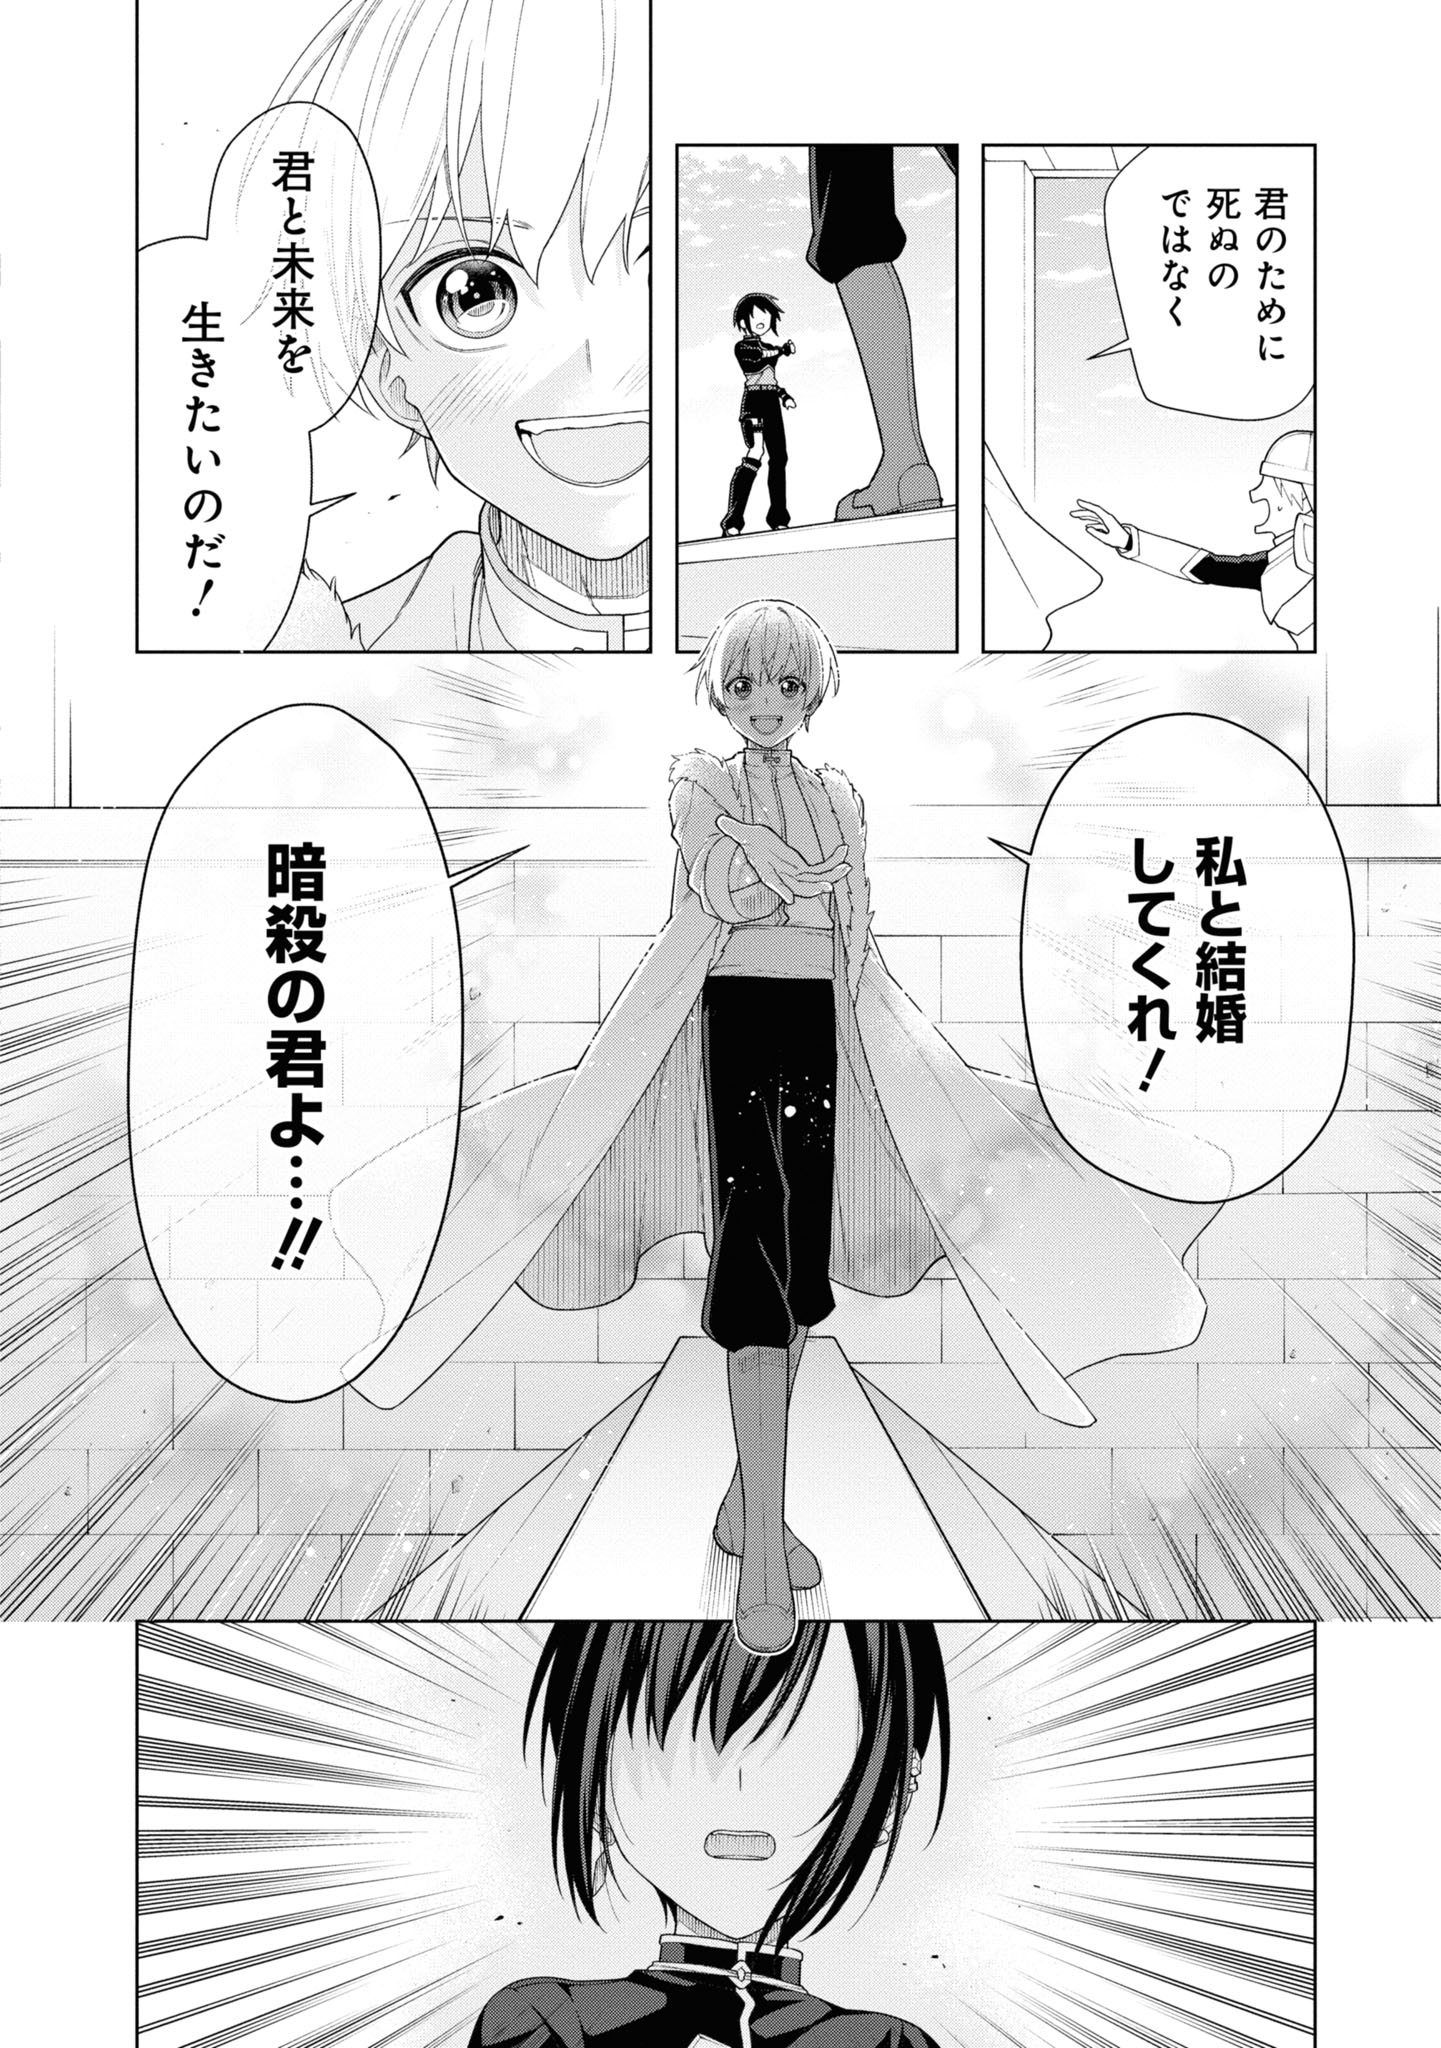 君のために
死ぬの
ではなく
君と未来を
生きたいのだ！
私と結婚
してくれ！
暗殺の君よ…!!